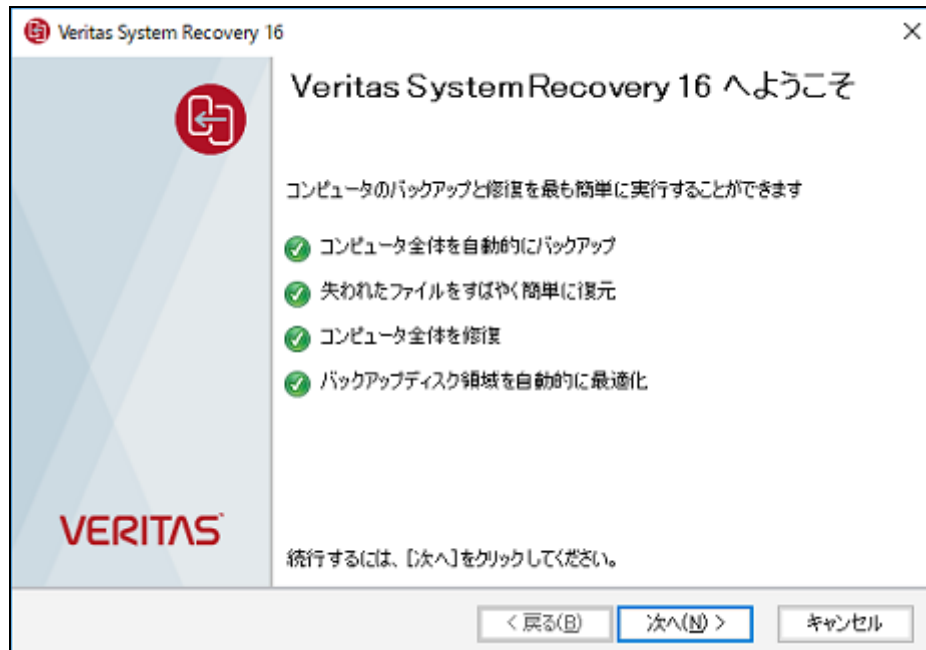 Veritas System Recovery 16
Veritas System Recovery 16 へようこそ
コンピュータのバックアップと修復を最も簡単に実行することができます
コンピュータ全体を自動的にバックアップ
失われたファイルをすばやく簡単に復元
コンピュータ全体を修復
バックアップディスク領域を自動的に最適化
VERITAS
続行するには、[次へ]をクリックしてください。
< 戻る(B)
次へ(N) >
キャンセル